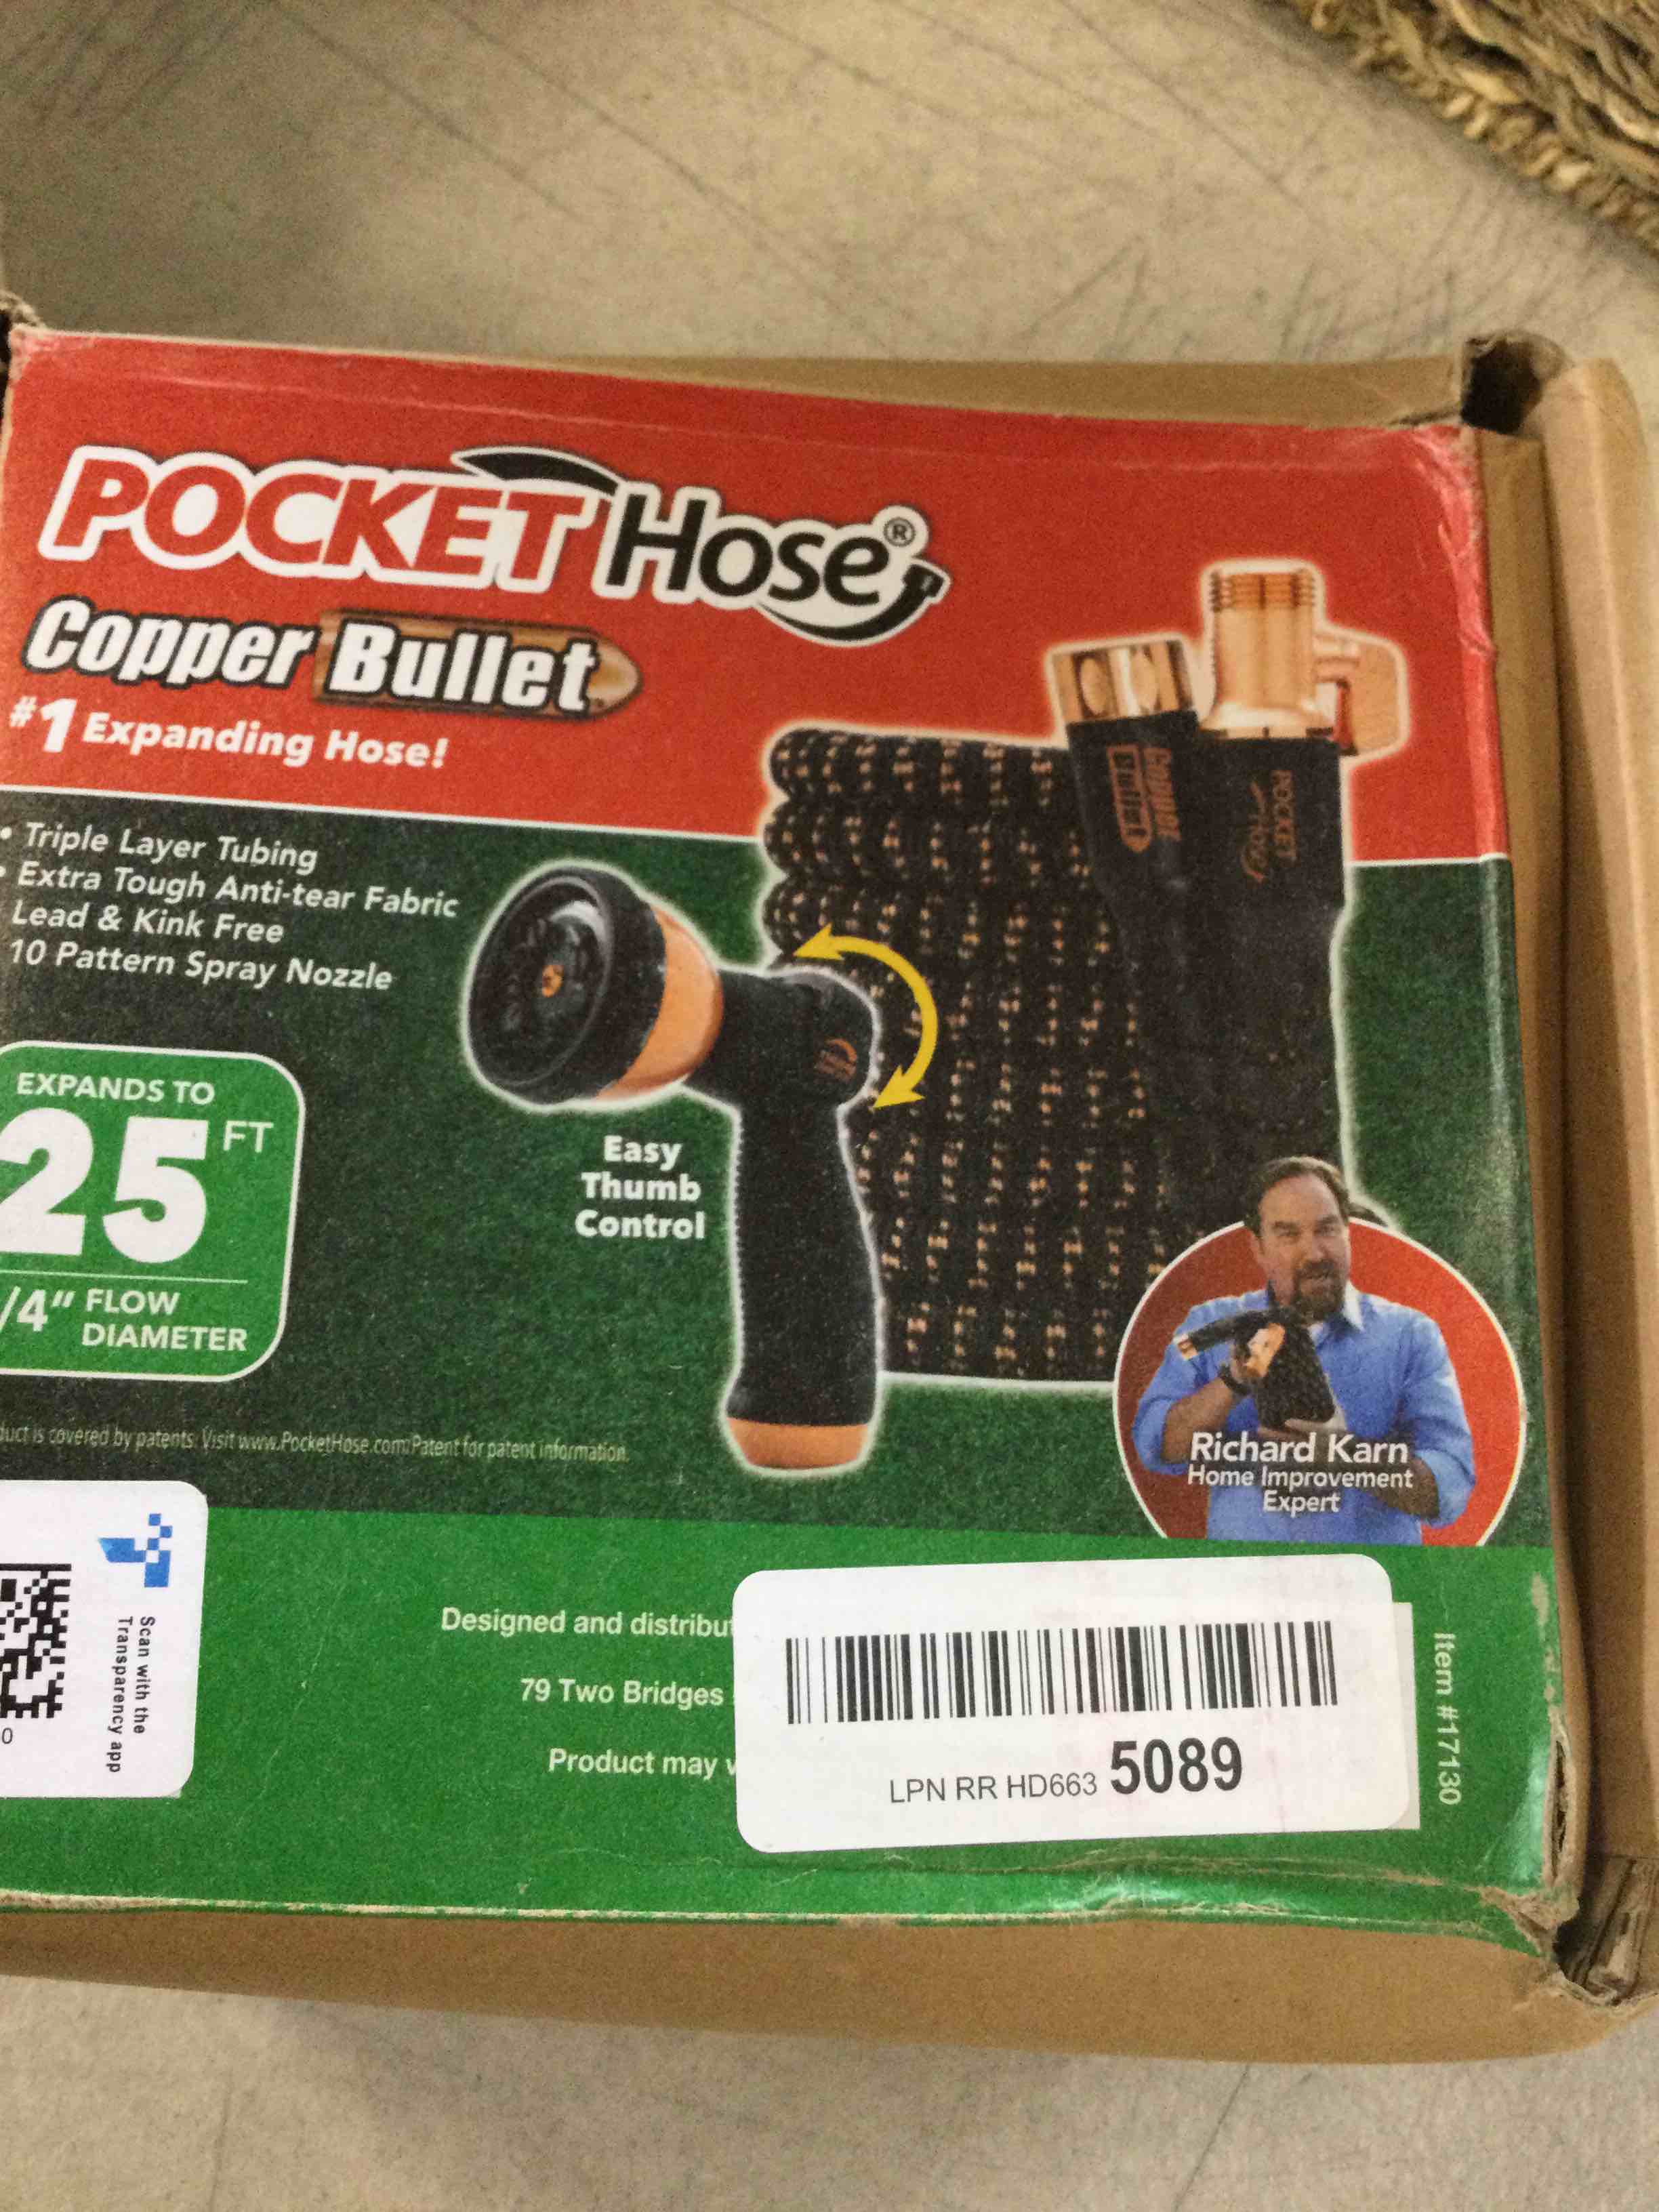 POCKET Hose®
Copper Bullet
#1 Expanding Hose!
• Triple Layer Tubing
• Extra Tough Anti-tear Fabric
Lead & Kink Free
10 Pattern Spray Nozzle
EXPANDS TO
25 FT
/4" FLOW
DIAMETER
Easy
Thumb
Control
Copper
Bullet
POCKET
Hose
Richard Karn
Home Improvement
Expert
duct is covered by patents. Visit www.PocketHose.com/Patent for patent information.
Scan with the
Transparency app
Designed and distribut
79 Two Bridges
Product may v
LPN RR HD663 5089
Item #17130